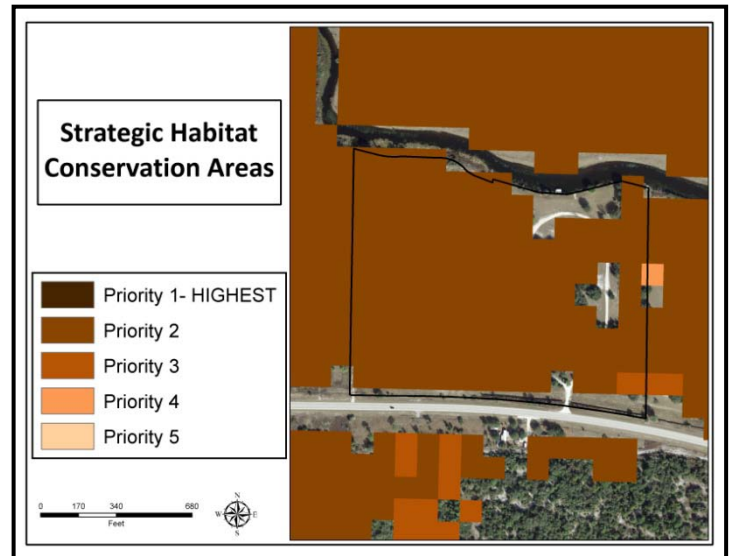 Strategic Habitat
Conservation Areas
Priority 1- HIGHEST
Priority 2
Priority 3
Priority 4
Priority 5
0 170 340 680
Feet
N
W E
S